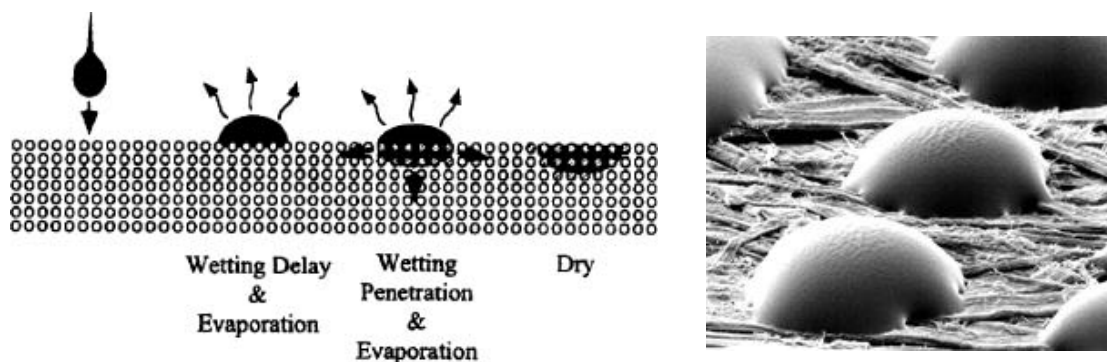 Wetting Delay
&
Evaporation
Wetting
Penetration
&
Evaporation
Dry